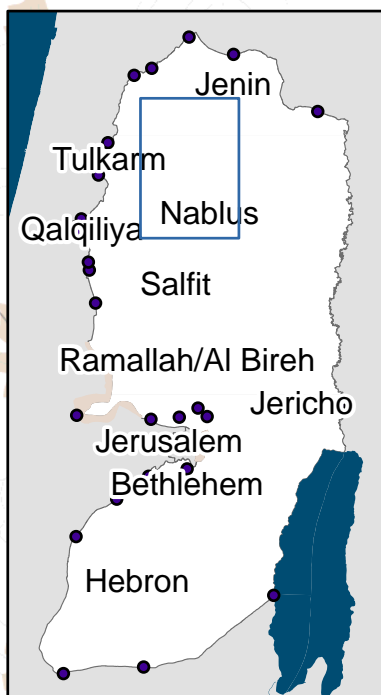 Jenin
Tulkarm
Nablus
Qalqiliya
Salfit
Ramallah/Al Bireh
Jericho
Jerusalem
Bethlehem
Hebron